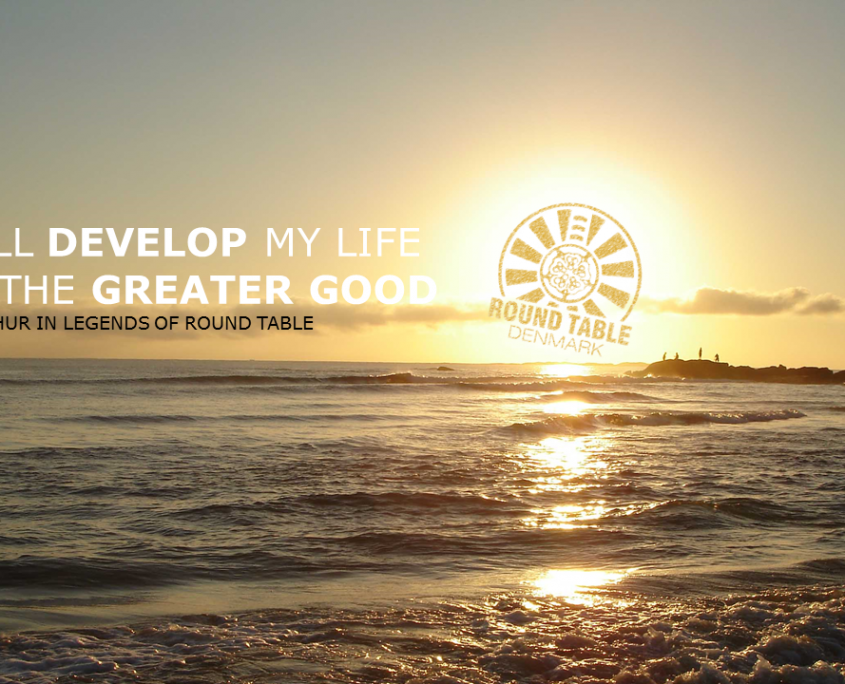 LL DEVELOP MY LIFE
THE GREATER GOOD
HUR IN LEGENDS OF ROUND TABLE
ROUND TABLE
DENMARK